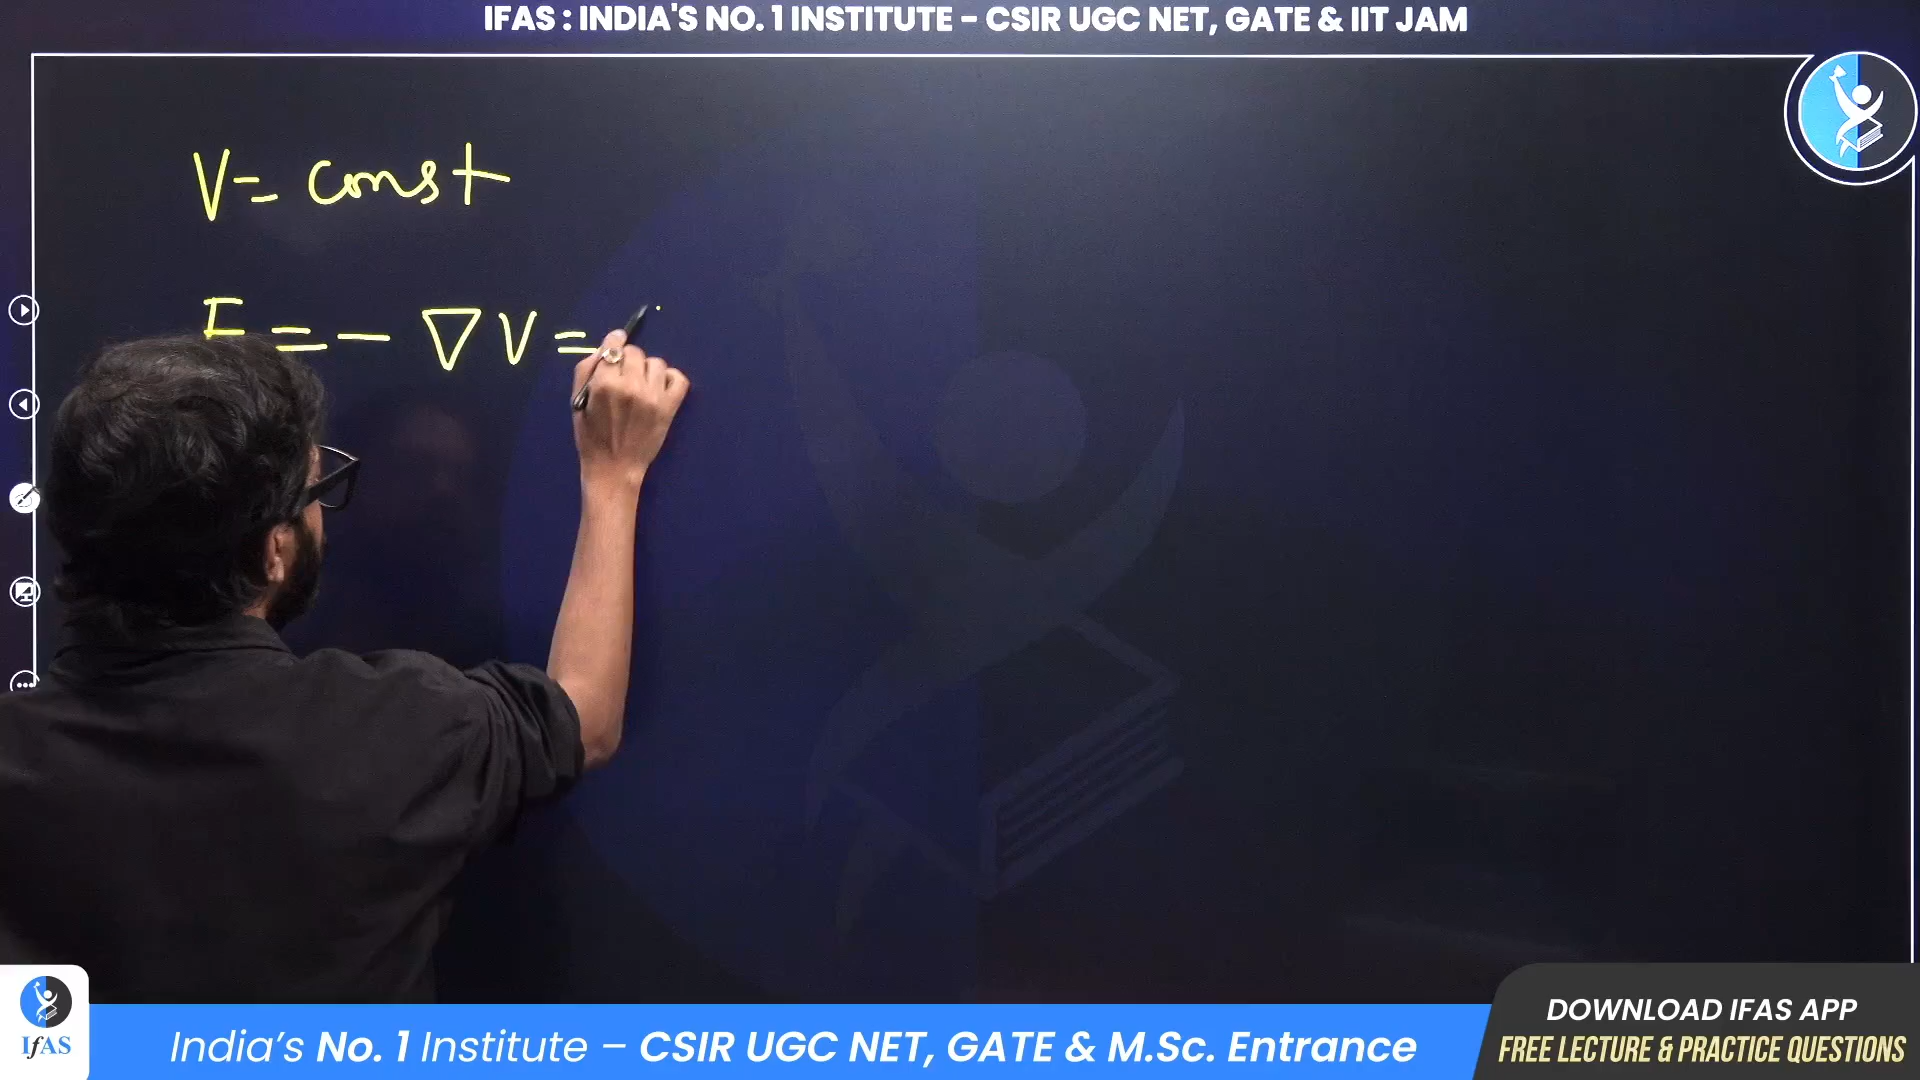 IFAS : INDIA'S NO. 1 INSTITUTE - CSIR UGC NET, GATE & IIT JAM
V = const
E = - ∇ V =
IfAS
India's No. 1 Institute – CSIR UGC NET, GATE & M.Sc. Entrance
DOWNLOAD IFAS APP
FREE LECTURE & PRACTICE QUESTIONS